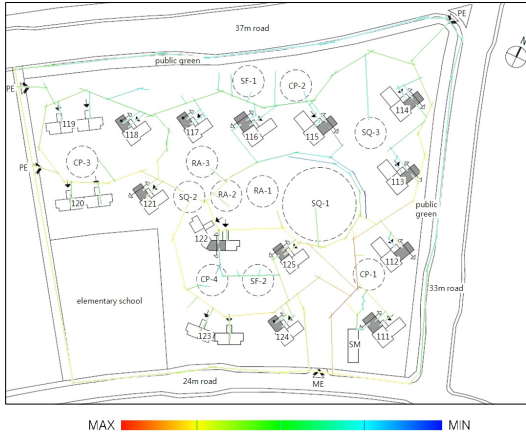 37m road
PE
N
public green
SF-1
CP-2
PE
114
119
118
117
116
115
SQ-3
CP-3
RA-3
PE
113
120
121
SQ-2
RA-2
RA-1
SQ-1
public
green
122
125
112
CP-4
SF-2
CP-1
33m road
elementary school
123
124
SM
111
24m road
ME
MAX
MIN